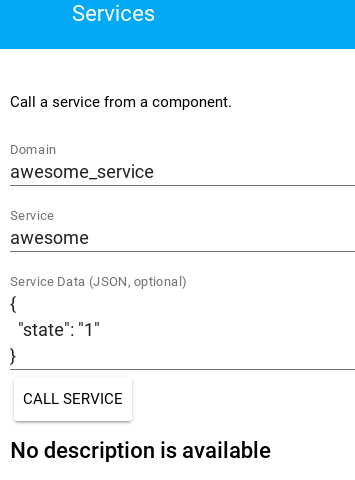 Services
Call a service from a component.
Domain
awesome_service
Service
awesome
Service Data (JSON, optional)
{
  "state": "1"
}
CALL SERVICE
No description is available